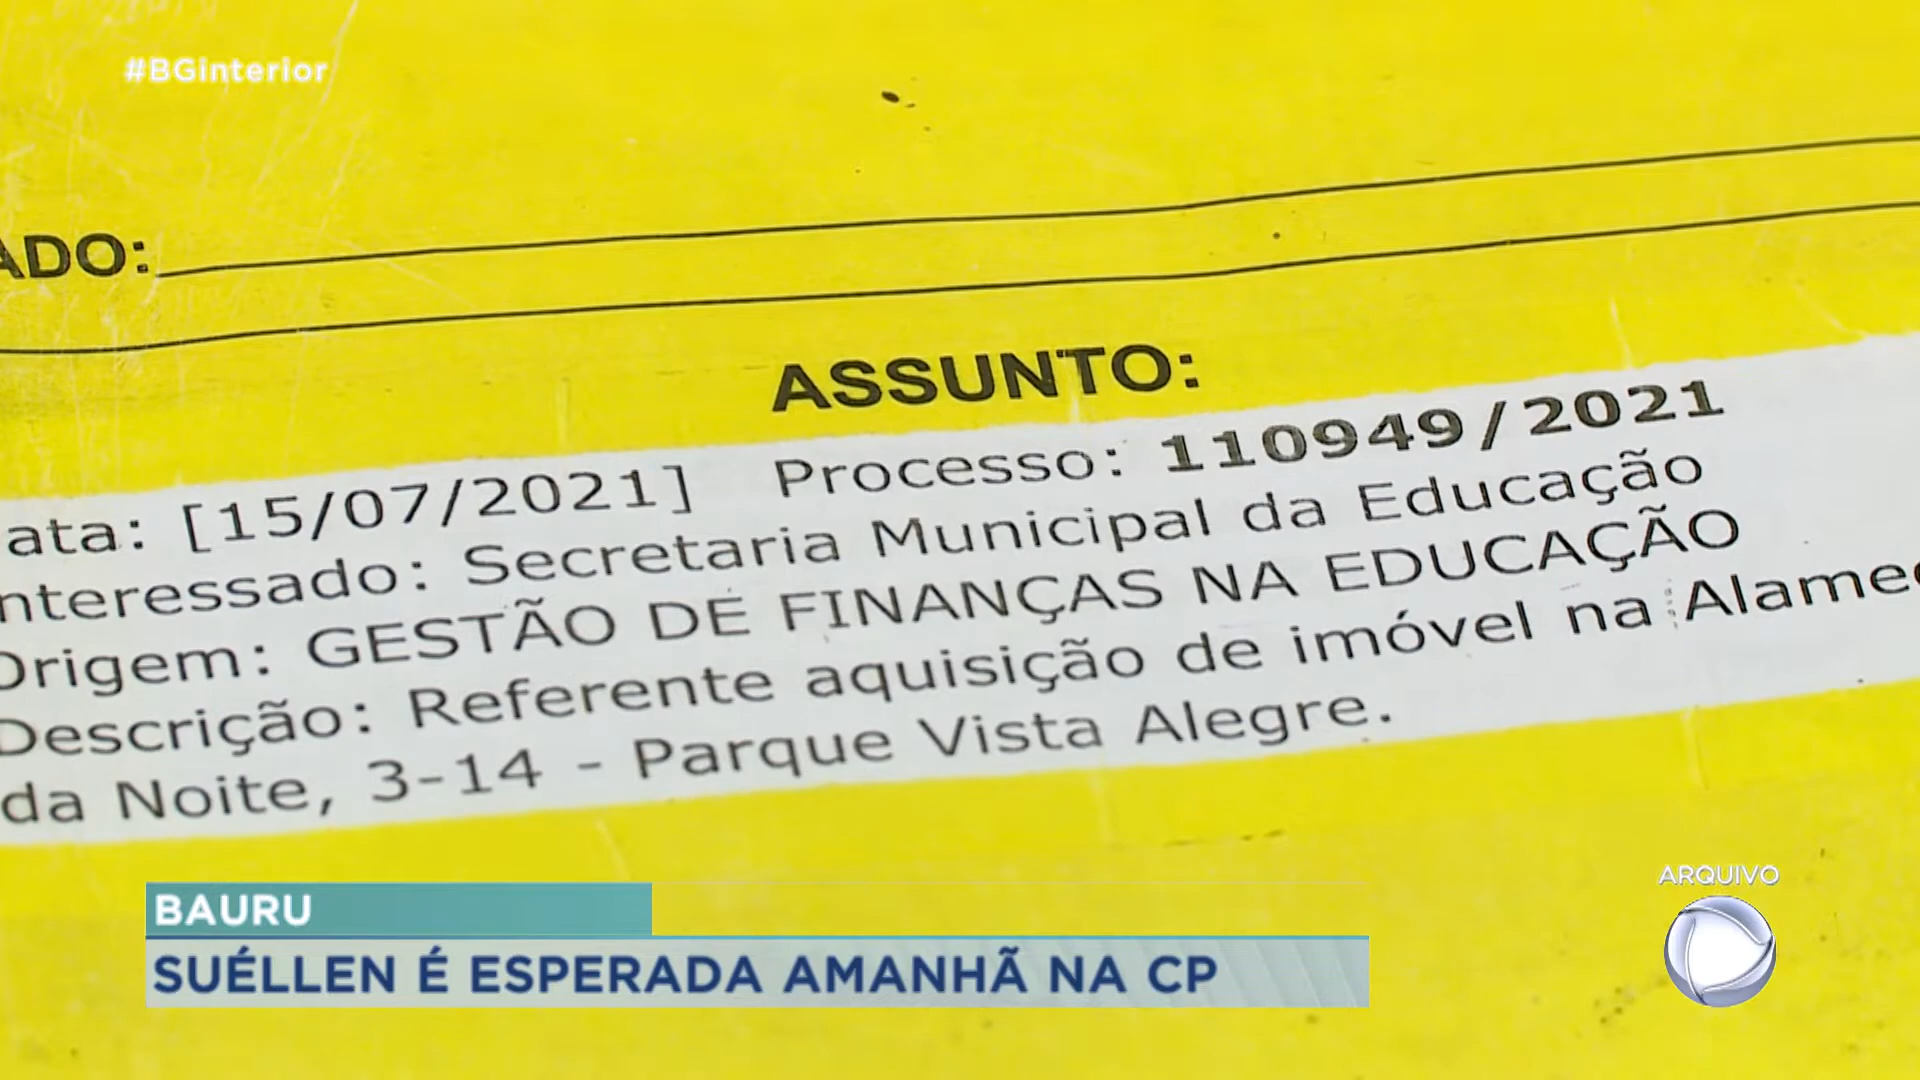 #BGInterior
ADO:
ASSUNTO:
ata: [15/07/2021] Processo: 110949/2021
nteressado: Secretaria Municipal da Educação
Origem: GESTÃO DE FINANÇAS NA EDUCAÇÃO
Descrição: Referente aquisição de imóvel na Alame
da Noite, 3-14 - Parque Vista Alegre.
ARQUIVO
BAURU
SUÉLLEN É ESPERADA AMANHÃ NA CP